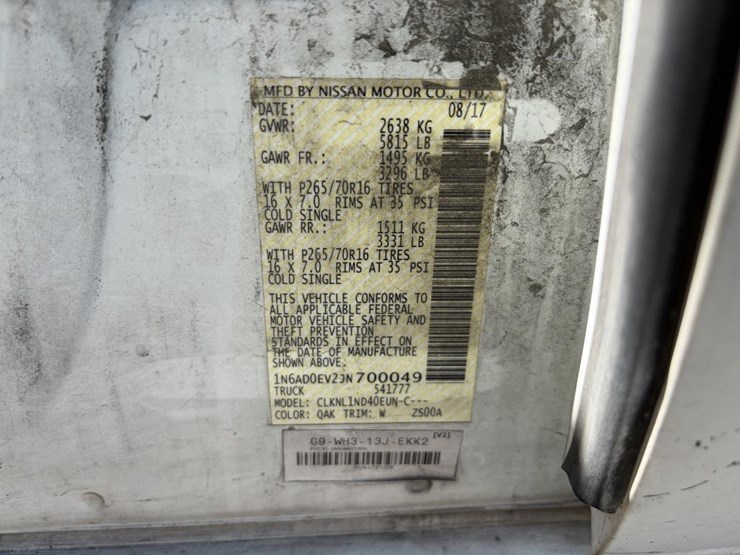 MFD BY NISSAN MOTOR CO., LTD.
DATE: 08/17
GVWR: 2638 KG
5815 LB
GAWR FR.: 1495 KG
3296 LB
WITH P265/70R16 TIRES
16 X 7.0 RIMS AT 35 PSI
COLD SINGLE
GAWR RR.: 1511 KG
3331 LB
WITH P265/70R16 TIRES
16 X 7.0 RIMS AT 35 PSI
COLD SINGLE
THIS VEHICLE CONFORMS TO
ALL APPLICABLE FEDERAL
MOTOR VEHICLE SAFETY AND
THEFT PREVENTION
STANDARDS IN EFFECT ON
THE DATE OF MANUFACTURE
SHOWN ABOVE.
1N6AD0EV2JN700049
TRUCK 541777
MODEL: CLKNL1ND40EUN-C---
COLOR: QAK TRIM: W ZS00A
G9-WH3-13J-EKK2 [V2]